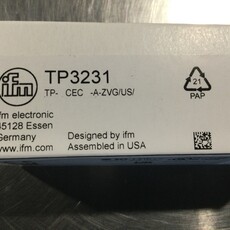 ifm
TP3231
TP-   CEC   -A-ZVG/US/
ifm electronic
45128 Essen
Germany
www.ifm.com
Designed by ifm
Assembled in USA
21
PAP